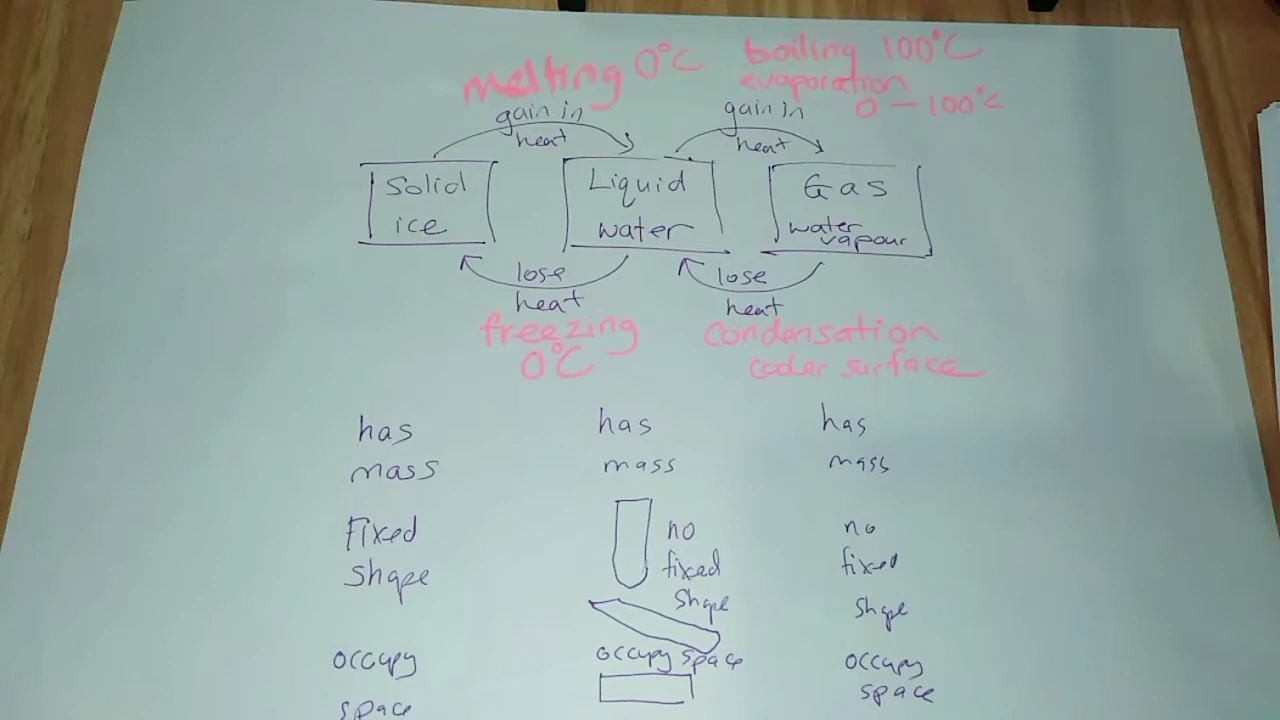 melting 0°C
boiling 100°C
evaporation
0 - 100°C
gain in
heat
gain in
heat
Solid
ice
Liquid
water
Gas
water
vapour
lose
heat
lose
heat
freezing
0°C
condensation
cooler surface
has
mass
has
mass
has
mass
Fixed
shape
no
fixed
shape
no
fixed
shape
occupy
space
occupy space
occupy
space